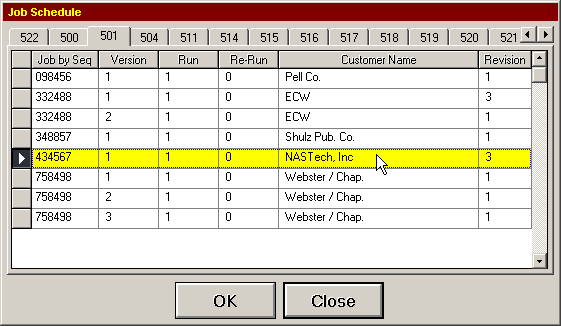 Job Schedule
522 500 501 504 511 514 515 516 517 518 519 520 521
Job by Seq Version Run Re-Run Customer Name Revision
098456 1 1 0 Pell Co. 1
332488 1 1 0 ECW 3
332488 2 1 0 ECW 1
348857 1 1 0 Shulz Pub. Co. 1
434567 1 1 0 NASTech, Inc 3
758498 1 1 0 Webster / Chap. 1
758498 2 1 0 Webster / Chap. 1
758498 3 1 0 Webster / Chap. 1
OK Close